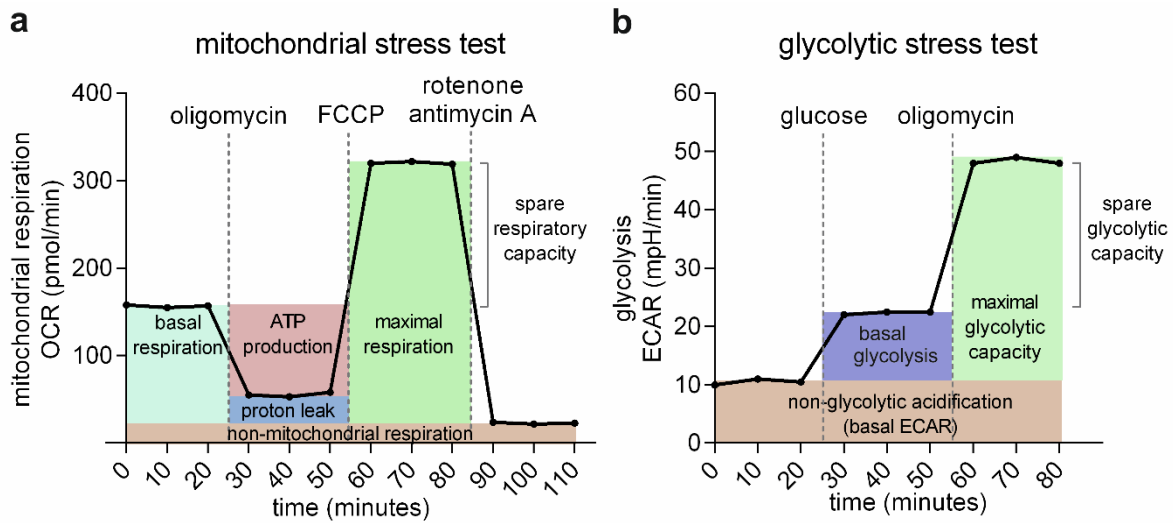 a
mitochondrial stress test
mitochondrial respiration
OCR (pmol/min)
400
300
200
100
oligomycin
FCCP
rotenone
antimycin A
basal
respiration
ATP
production
proton leak
maximal
respiration
spare
respiratory
capacity
non-mitochondrial respiration
0
10
20
30
40
50
60
70
80
90
100
110
time (minutes)
b
glycolytic stress test
glycolysis
ECAR (mpH/min)
60
50
40
30
20
10
0
glucose
oligomycin
basal
glycolysis
maximal
glycolytic
capacity
spare
glycolytic
capacity
non-glycolytic acidification
(basal ECAR)
0
10
20
30
40
50
60
70
80
time (minutes)